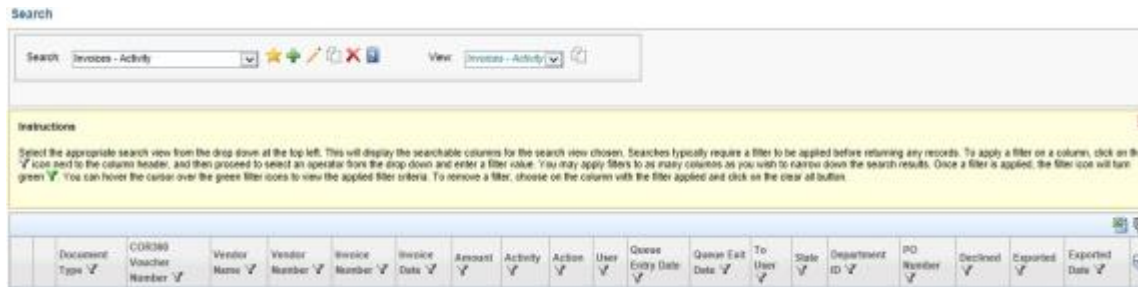 Search
Search: Invoices - Activity View: Invoices - Activity
Instructions
Select the appropriate search view from the drop down at the top left. This will display the searchable columns for the search view chosen. Searches typically require a filter to be applied before returning any records. To apply a filter on a column, click on the
icon next to the column header, and then proceed to select an operator from the drop down and enter a filter value. You may apply filters to as many columns as you wish to narrow down the search results. Once a filter is applied, the filter icon will turn
green. You can hover the cursor over the green filter icons to view the applied filter criteria. To remove a filter, choose on the column with the filter applied and click on the clear all button.
Document Type
COR360 Voucher Number
Vendor Name
Vendor Number
Invoice Number
Invoice Date
Amount
Activity
Action
User
Queue Entry Date
Queue Exit Date
To User
State
Department ID
PO Number
Declined
Exported
Exported Date